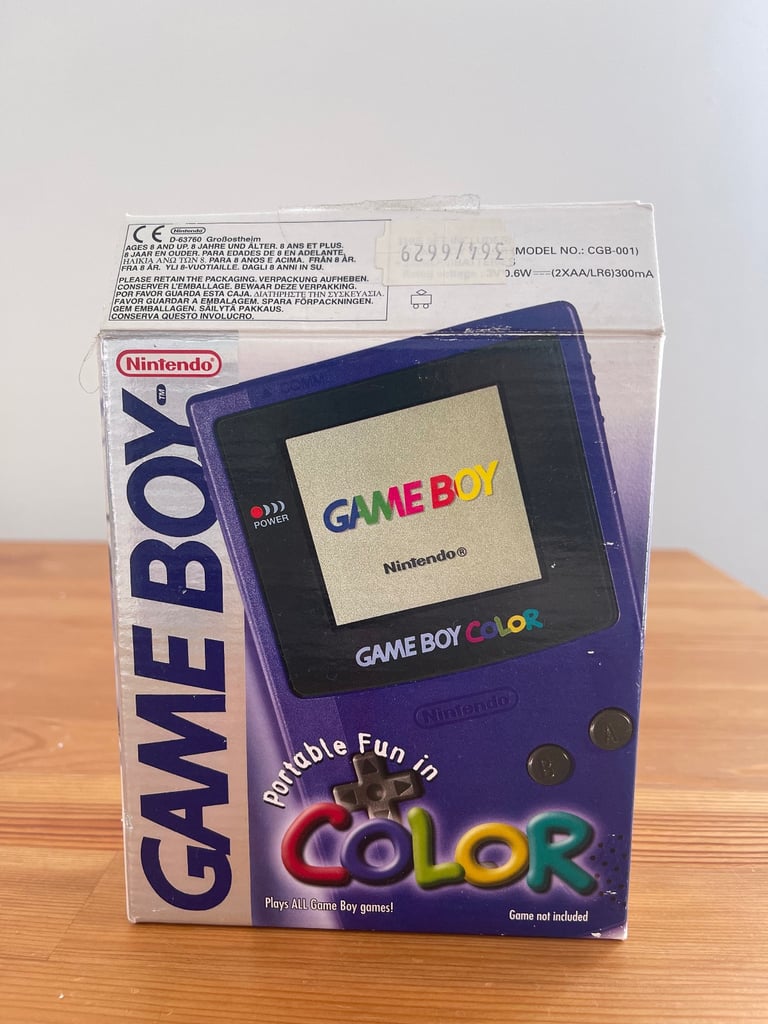 CE Nintendo
D-63760 Großostheim
AGES 8 AND UP. 8 JAHRE UND ÄLTER. 8 ANS ET PLUS.
8 JAAR EN OUDER. PARA EDADES DE 8 EN ADELANTE.
ΗΛΙΚΙΑ ΑΝΩ ΤΩΝ 8. PARA 8 ANOS E ACIMA. FRÅN 8 ÅR.
FRA 8 ÅR. YLI 8-VUOTIAILLE. DAGLI 8 ANNI IN SU.
PLEASE RETAIN THE PACKAGING. VERPACKUNG AUFHEBEN.
CONSERVER L'EMBALLAGE. BEWAAR DEZE VERPAKKING.
POR FAVOR GUARDA ESTA CAJA. ΔΙΑΤΗΡΗΣΤΕ ΤΗΝ ΣΥΣΚΕΥΑΣΙΑ.
FAVOR GUARDAR A EMBALAGEM. SPARA FÖRPACKNINGEN.
GEM EMBALLAGEN. SÄILYTÄ PAKKAUS.
CONSERVA QUESTO INVOLUCRO.
364766629
(MODEL NO.: CGB-001)
Rated voltage: 3V 0.6W (2XAA/LR6)300mA
Nintendo®
GAME BOY™
COMM.
POWER
GAME BOY
Nintendo®
GAME BOY COLOR
Nintendo
A
B
Portable Fun in
COLOR
Plays ALL Game Boy games!
Game not included